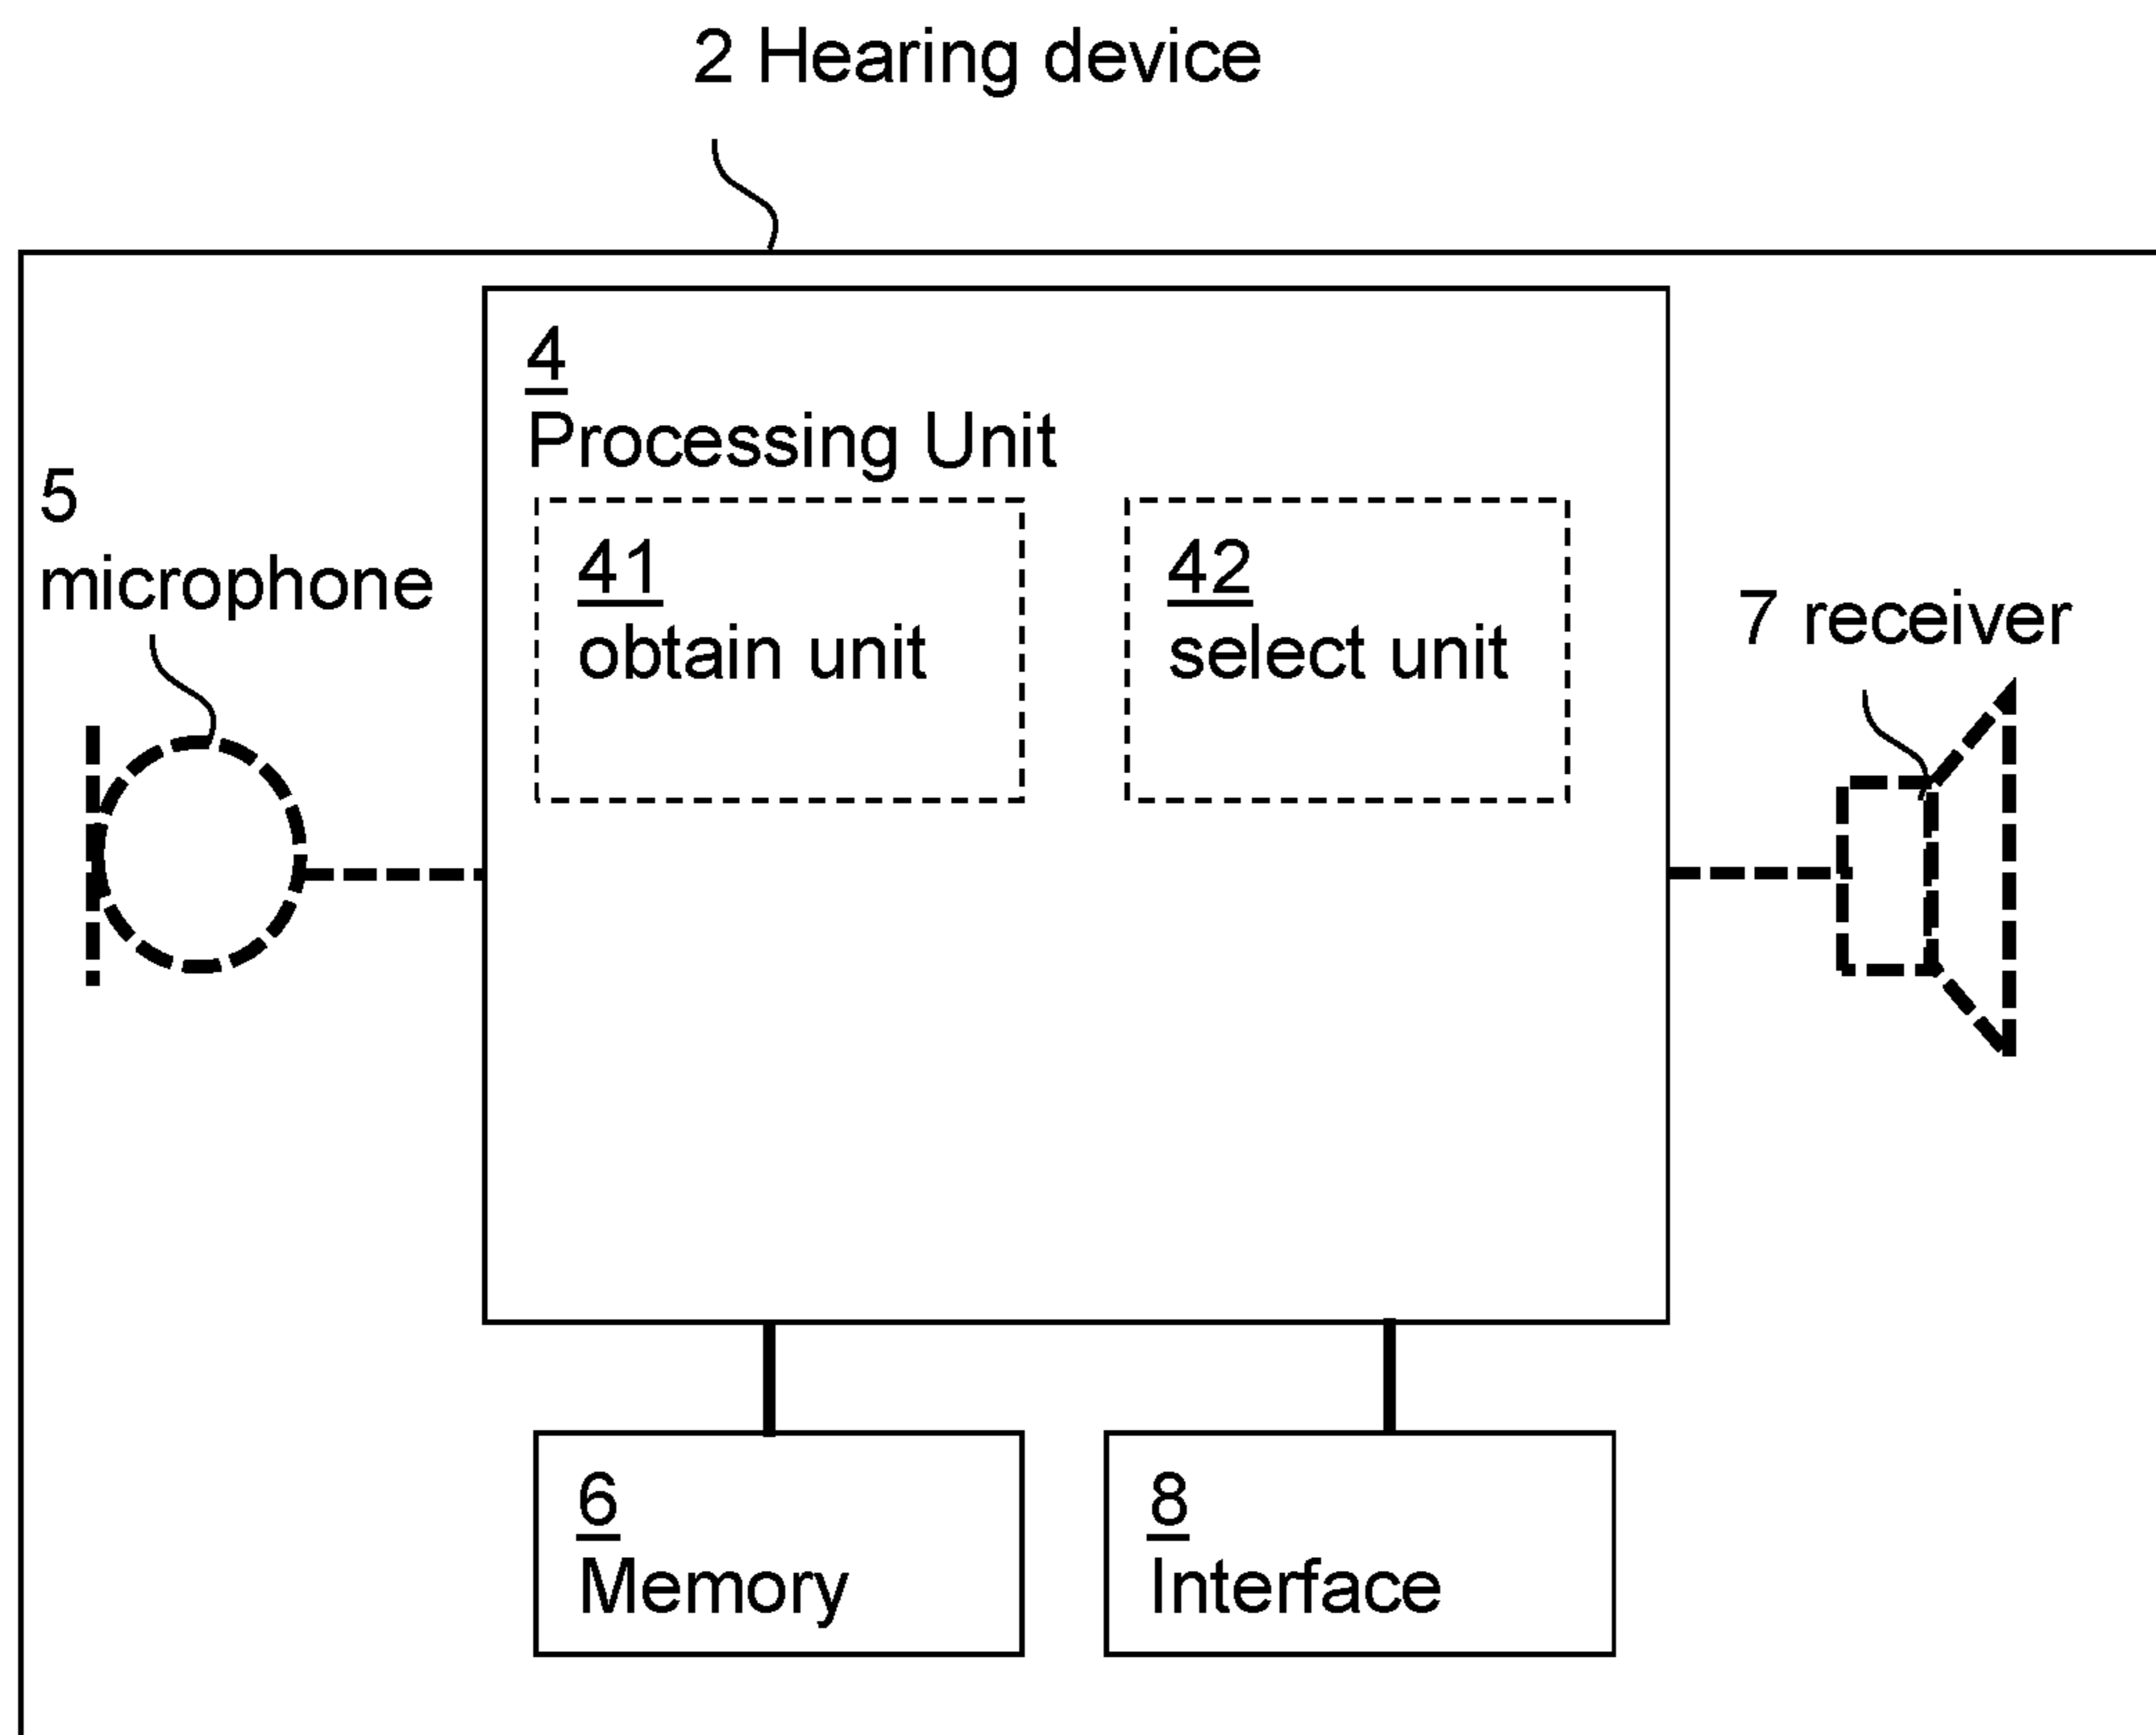 2 Hearing device
4
Processing Unit
5
microphone
41
obtain unit
42
select unit
7 receiver
6
Memory
8
Interface